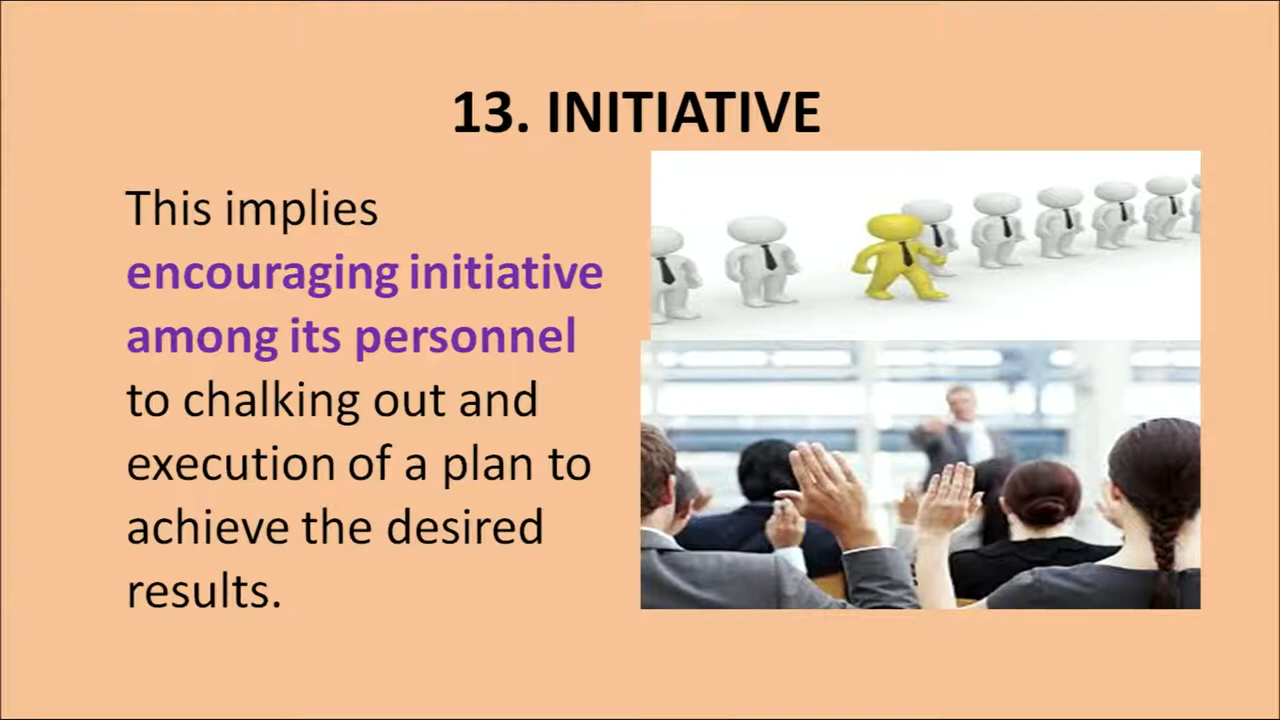 13. INITIATIVE
This implies
encouraging initiative
among its personnel
to chalking out and
execution of a plan to
achieve the desired
results.